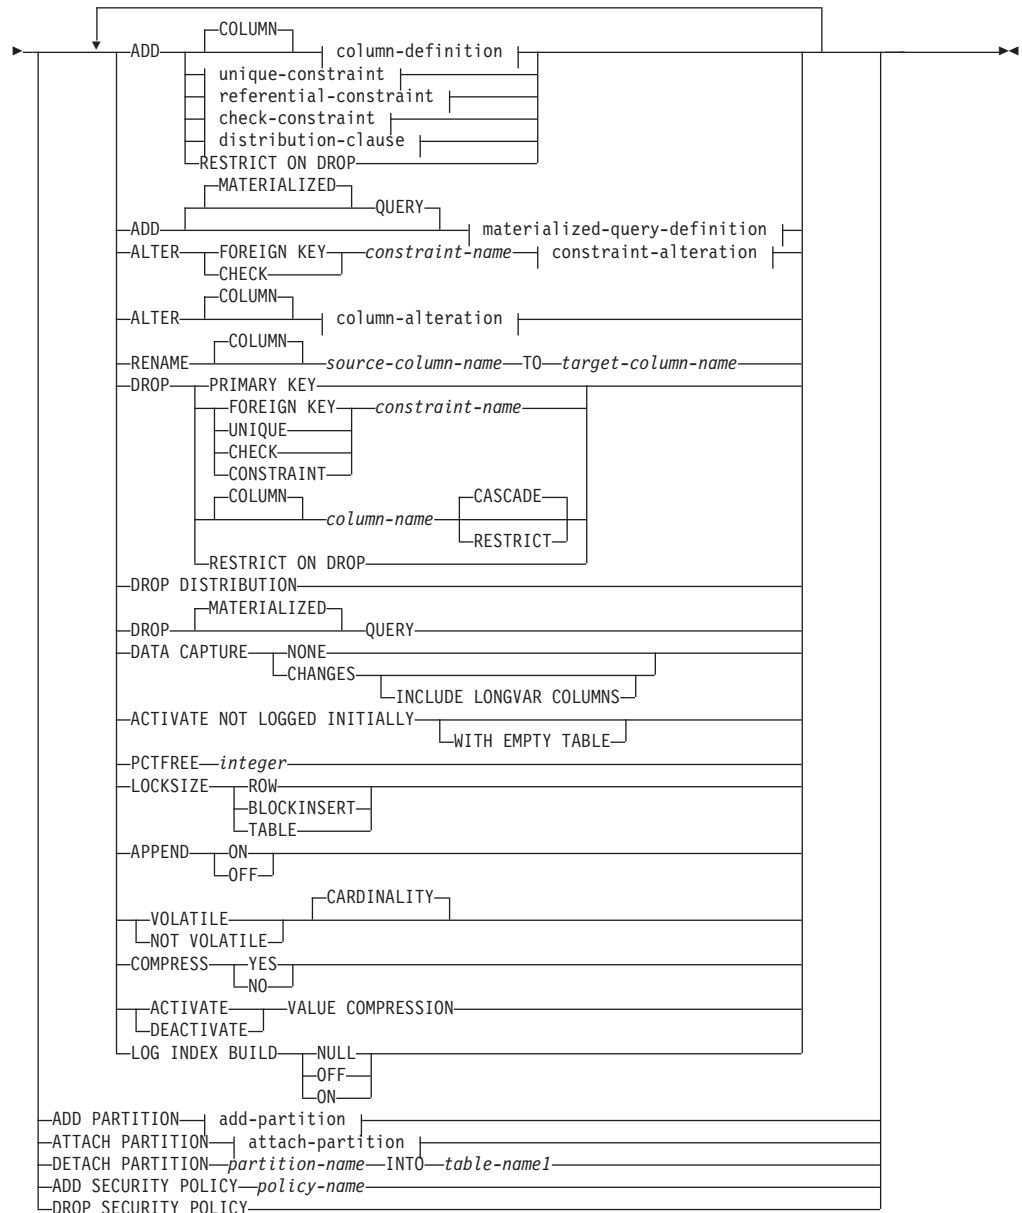 COLUMN
ADD column-definition
unique-constraint
referential-constraint
check-constraint
distribution-clause
RESTRICT ON DROP
MATERIALIZED
QUERY
ADD materialized-query-definition
ALTER FOREIGN KEY constraint-name constraint-alteration
CHECK
COLUMN
ALTER column-alteration
COLUMN
RENAME source-column-name TO target-column-name
DROP PRIMARY KEY
FOREIGN KEY constraint-name
UNIQUE
CHECK
CONSTRAINT
COLUMN CASCADE
column-name
RESTRICT
RESTRICT ON DROP
DROP DISTRIBUTION
MATERIALIZED
DROP QUERY
DATA CAPTURE NONE
CHANGES
INCLUDE LONGVAR COLUMNS
ACTIVATE NOT LOGGED INITIALLY
WITH EMPTY TABLE
PCTFREE integer
LOCKSIZE ROW
BLOCKINSERT
TABLE
APPEND ON
OFF
CARDINALITY
VOLATILE
NOT VOLATILE
COMPRESS YES
NO
ACTIVATE VALUE COMPRESSION
DEACTIVATE
LOG INDEX BUILD NULL
OFF
ON
ADD PARTITION add-partition
ATTACH PARTITION attach-partition
DETACH PARTITION partition-name INTO table-name1
ADD SECURITY POLICY policy-name
DROP SECURITY POLICY